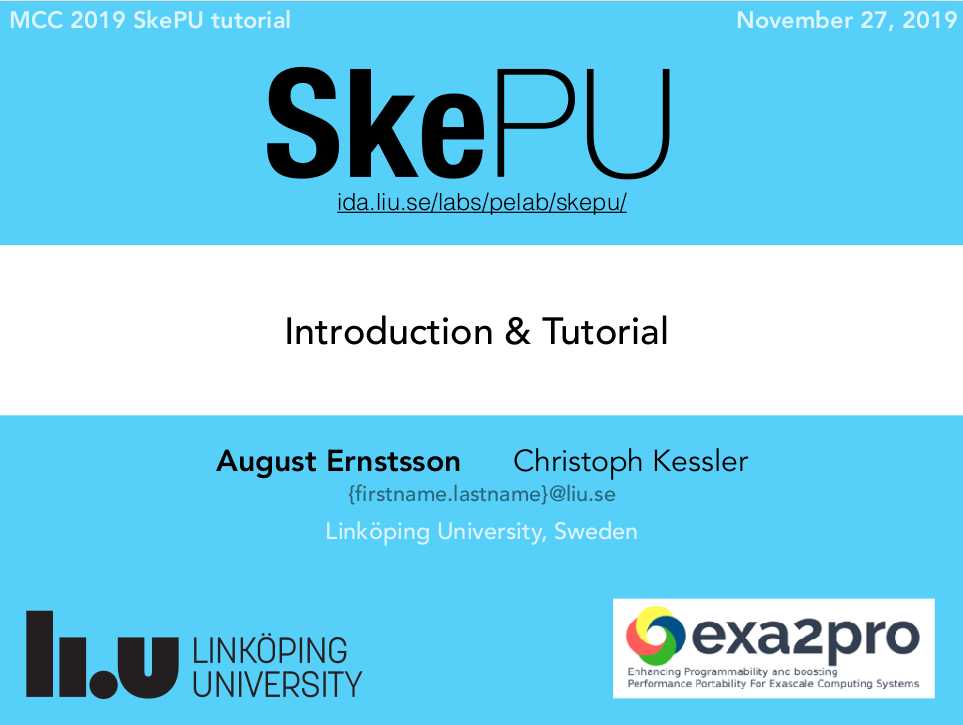 MCC 2019 SkePU tutorial
November 27, 2019
SkePU
ida.liu.se/labs/pelab/skepu/
Introduction & Tutorial
August Ernstsson Christoph Kessler
{firstname.lastname}@liu.se
Linköping University, Sweden
li.u LINKÖPING
UNIVERSITY
exa2pro
Enhancing Programmability and boosting
Performance Portability For Exascale Computing Systems